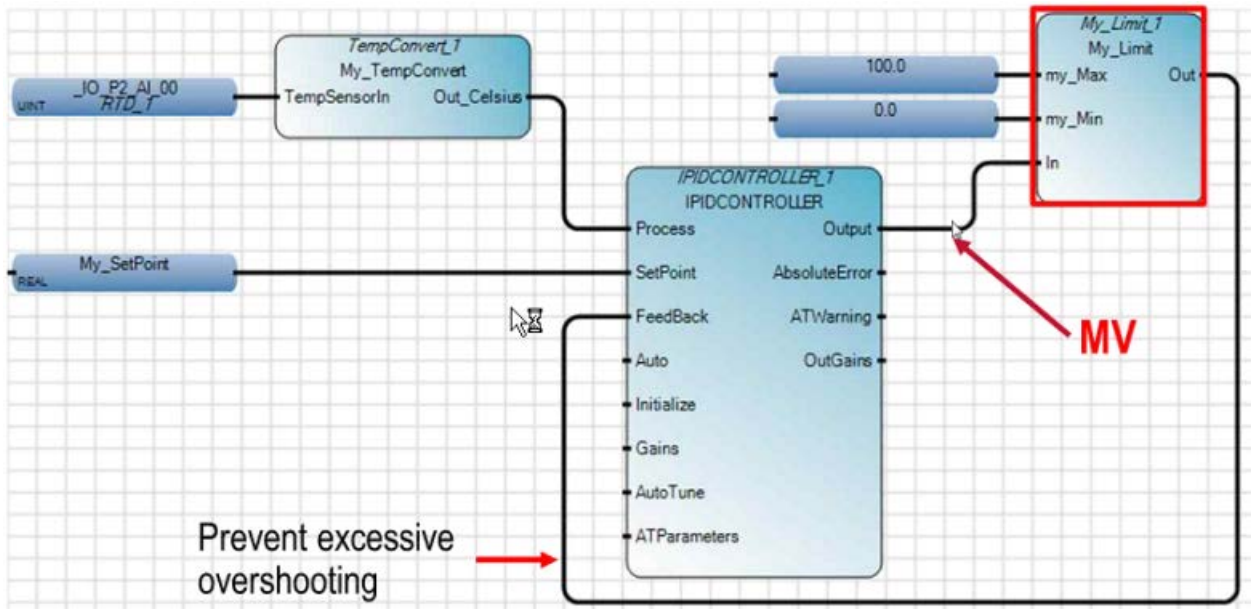 TempConvert_1
My_TempConvert
TempSensorIn Out_Celsius
_IO_P2_AI_00
UINT RTD_1
My_Limit_1
My_Limit
my_Max Out
my_Min
In
100.0
0.0
IPIDCONTROLLER_1
IPIDCONTROLLER
Process Output
SetPoint AbsoluteError
FeedBack ATWarning
Auto OutGains
Initialize
Gains
AutoTune
ATParameters
My_SetPoint
REAL
MV
Prevent excessive
overshooting